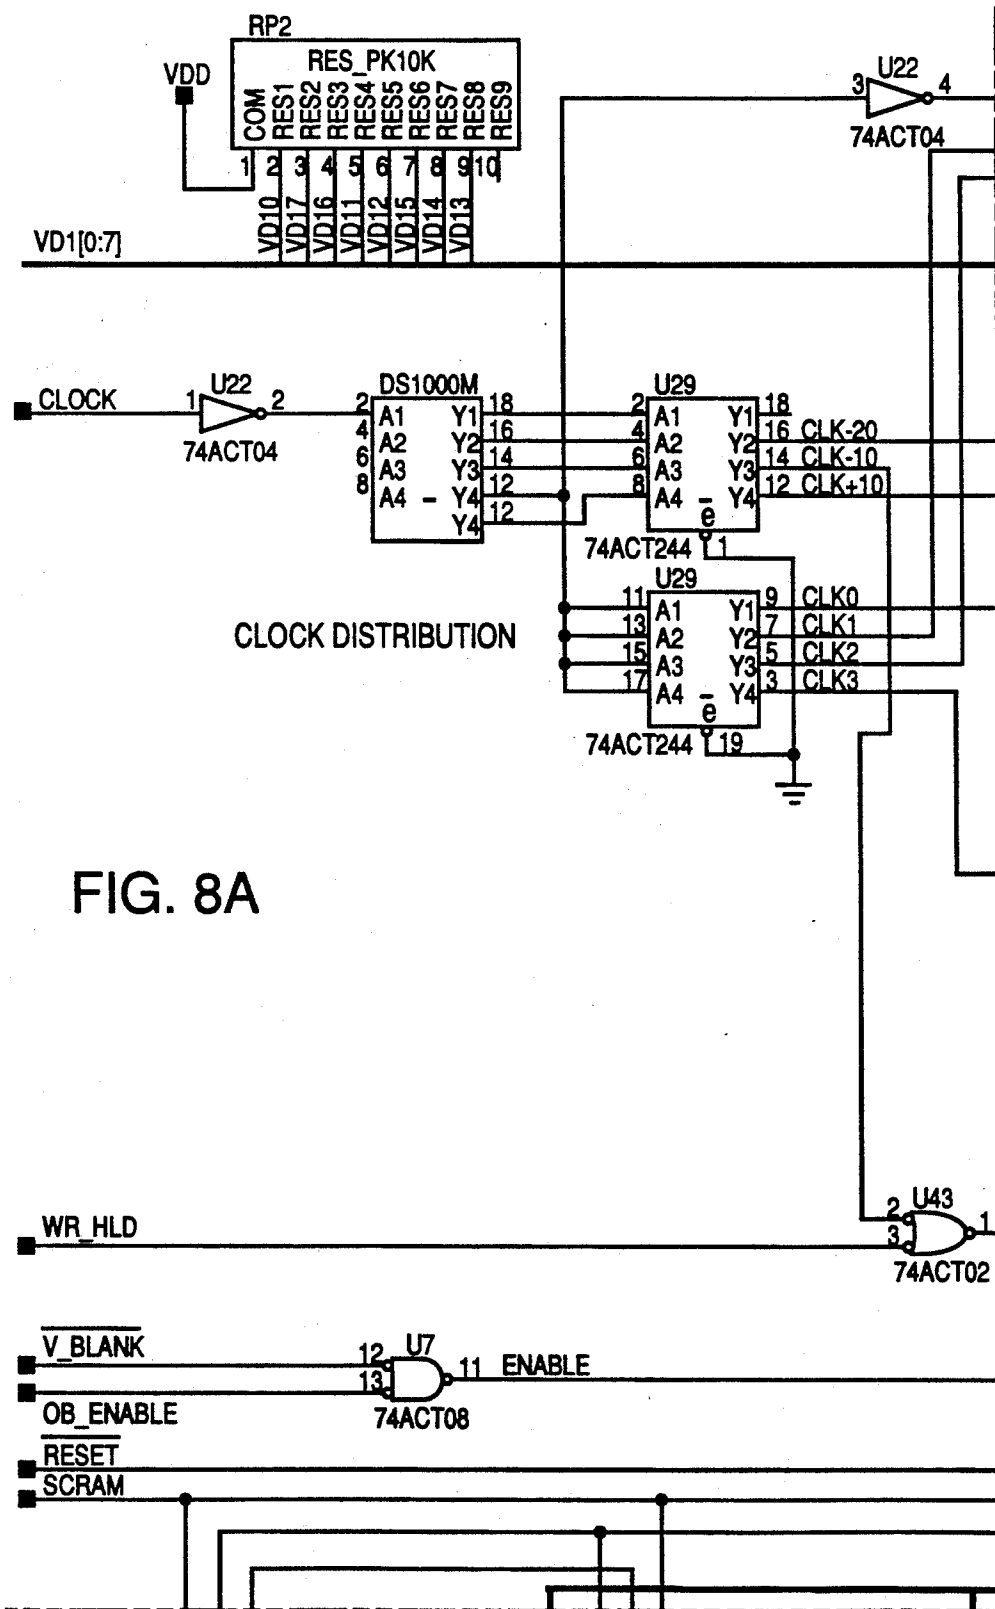 RP2
RES_PK10K
VDD
COM RES1 RES2 RES3 RES4 RES5 RES6 RES7 RES8 RES9
1 2 3 4 5 6 7 8 9 10
VD10 VD17 VD16 VD11 VD12 VD15 VD14 VD13
VD1[0:7]
U22
3 4
74ACT04
CLOCK
U22
1 2
74ACT04
DS1000M
2 A1 Y1 18
4 A2 Y2 16
6 A3 Y3 14
8 A4 – Y4 12
Y4 12
U29
2 A1 Y1 18
4 A2 Y2 16 CLK-20
6 A3 Y3 14 CLK-10
8 A4 Y4 12 CLK+10
e̅
74ACT244 1
U29
11 A1 Y1 9 CLK0
13 A2 Y2 7 CLK1
15 A3 Y3 5 CLK2
17 A4 Y4 3 CLK3
e̅
74ACT244 19
CLOCK DISTRIBUTION
FIG. 8A
WR_HLD
U43
2
3
1
74ACT02
V_BLANK
OB_ENABLE
U7
12
13
11 ENABLE
74ACT08
RESET
SCRAM